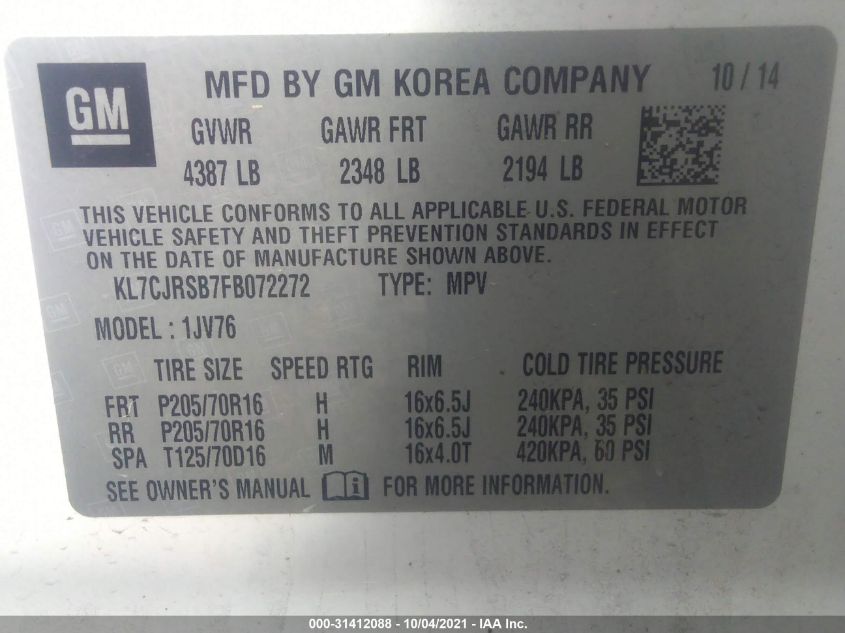 GM
MFD BY GM KOREA COMPANY 10 / 14
GVWR GAWR FRT GAWR RR
4387 LB 2348 LB 2194 LB
THIS VEHICLE CONFORMS TO ALL APPLICABLE U.S. FEDERAL MOTOR
VEHICLE SAFETY AND THEFT PREVENTION STANDARDS IN EFFECT
ON THE DATE OF MANUFACTURE SHOWN ABOVE.
KL7CJRSB7FB072272 TYPE: MPV
MODEL : 1JV76
TIRE SIZE SPEED RTG RIM COLD TIRE PRESSURE
FRT P205/70R16 H 16x6.5J 240KPA, 35 PSI
RR P205/70R16 H 16x6.5J 240KPA, 35 PSI
SPA T125/70D16 M 16x4.0T 420KPA, 60 PSI
SEE OWNER'S MANUAL FOR MORE INFORMATION.
000-31412088 - 10/04/2021 - IAA Inc.